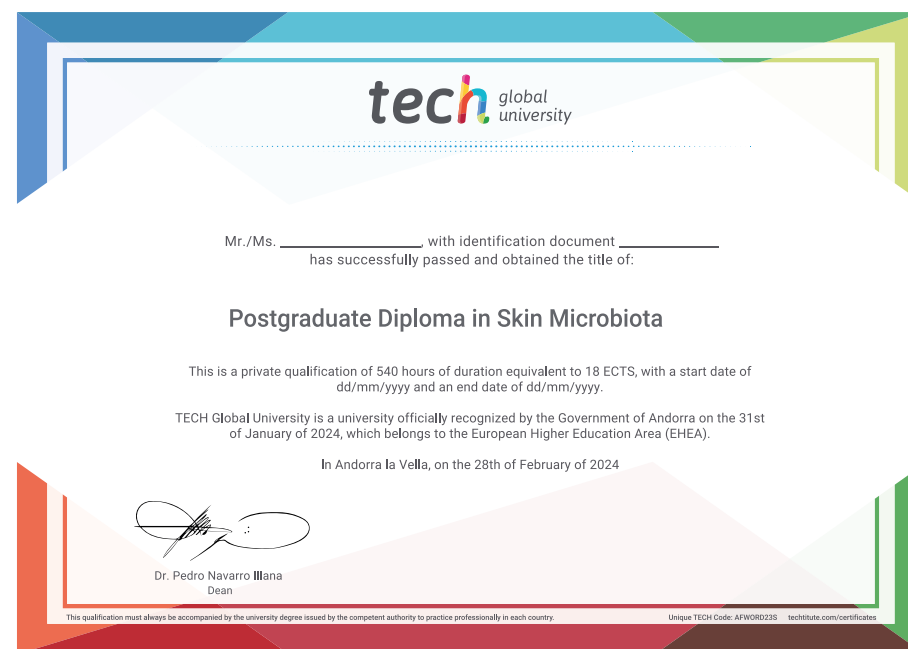 tech global
university
Mr./Ms. ____________, with identification document ____________
has successfully passed and obtained the title of:
Postgraduate Diploma in Skin Microbiota
This is a private qualification of 540 hours of duration equivalent to 18 ECTS, with a start date of
dd/mm/yyyy and an end date of dd/mm/yyyy.
TECH Global University is a university officially recognized by the Government of Andorra on the 31st
of January of 2024, which belongs to the European Higher Education Area (EHEA).
In Andorra la Vella, on the 28th of February of 2024
Dr. Pedro Navarro Illana
Dean
This qualification must always be accompanied by the university degree issued by the competent authority to practice professionally in each country.
Unique TECH Code: AFWORD23S techtitute.com/certificates